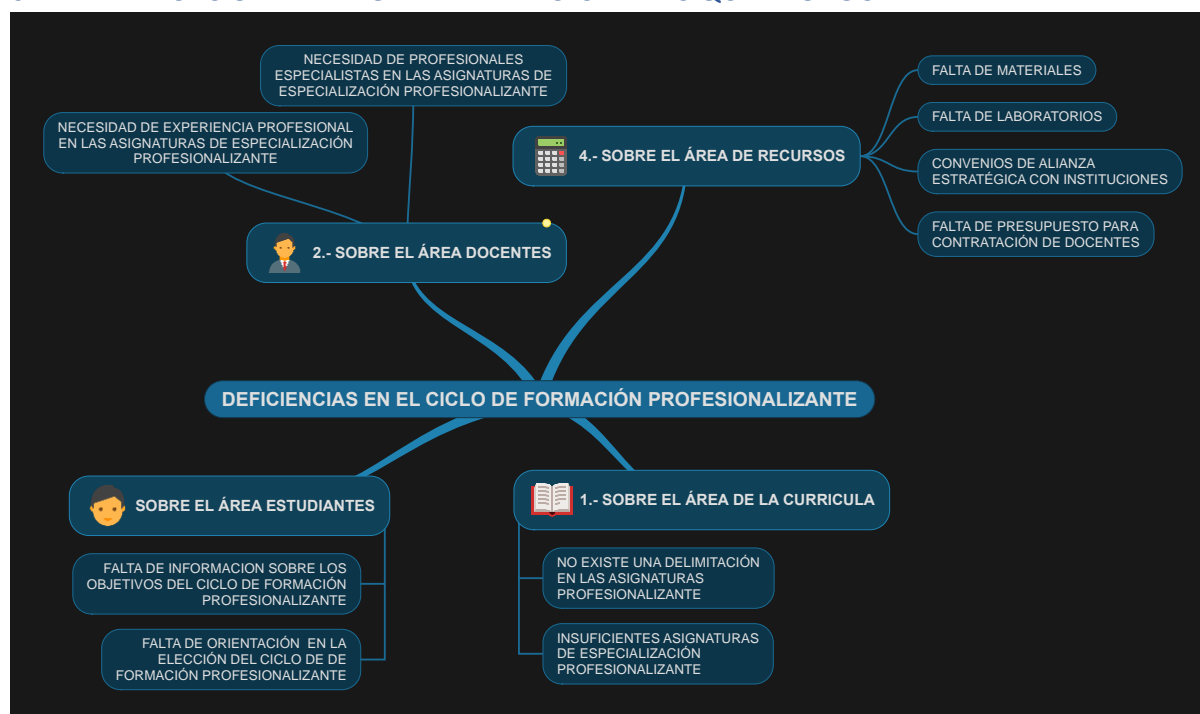 NECESIDAD DE PROFESIONALES
ESPECIALISTAS EN LAS ASIGNATURAS DE
ESPECIALIZACIÓN PROFESIONALIZANTE
NECESIDAD DE EXPERIENCIA PROFESIONAL
EN LAS ASIGNATURAS DE ESPECIALIZACIÓN
PROFESIONALIZANTE
2.- SOBRE EL ÁREA DOCENTES
4.- SOBRE EL ÁREA DE RECURSOS
FALTA DE MATERIALES
FALTA DE LABORATORIOS
CONVENIOS DE ALIANZA
ESTRATÉGICA CON INSTITUCIONES
FALTA DE PRESUPUESTO PARA
CONTRATACIÓN DE DOCENTES
DEFICIENCIAS EN EL CICLO DE FORMACIÓN PROFESIONALIZANTE
SOBRE EL ÁREA ESTUDIANTES
FALTA DE INFORMACION SOBRE LOS
OBJETIVOS DEL CICLO DE FORMACIÓN
PROFESIONALIZANTE
FALTA DE ORIENTACIÓN EN LA
ELECCIÓN DEL CICLO DE DE
FORMACIÓN PROFESIONALIZANTE
1.- SOBRE EL ÁREA DE LA CURRICULA
NO EXISTE UNA DELIMITACIÓN
EN LAS ASIGNATURAS
PROFESIONALIZANTE
INSUFICIENTES ASIGNATURAS
DE ESPECIALIZACIÓN
PROFESIONALIZANTE